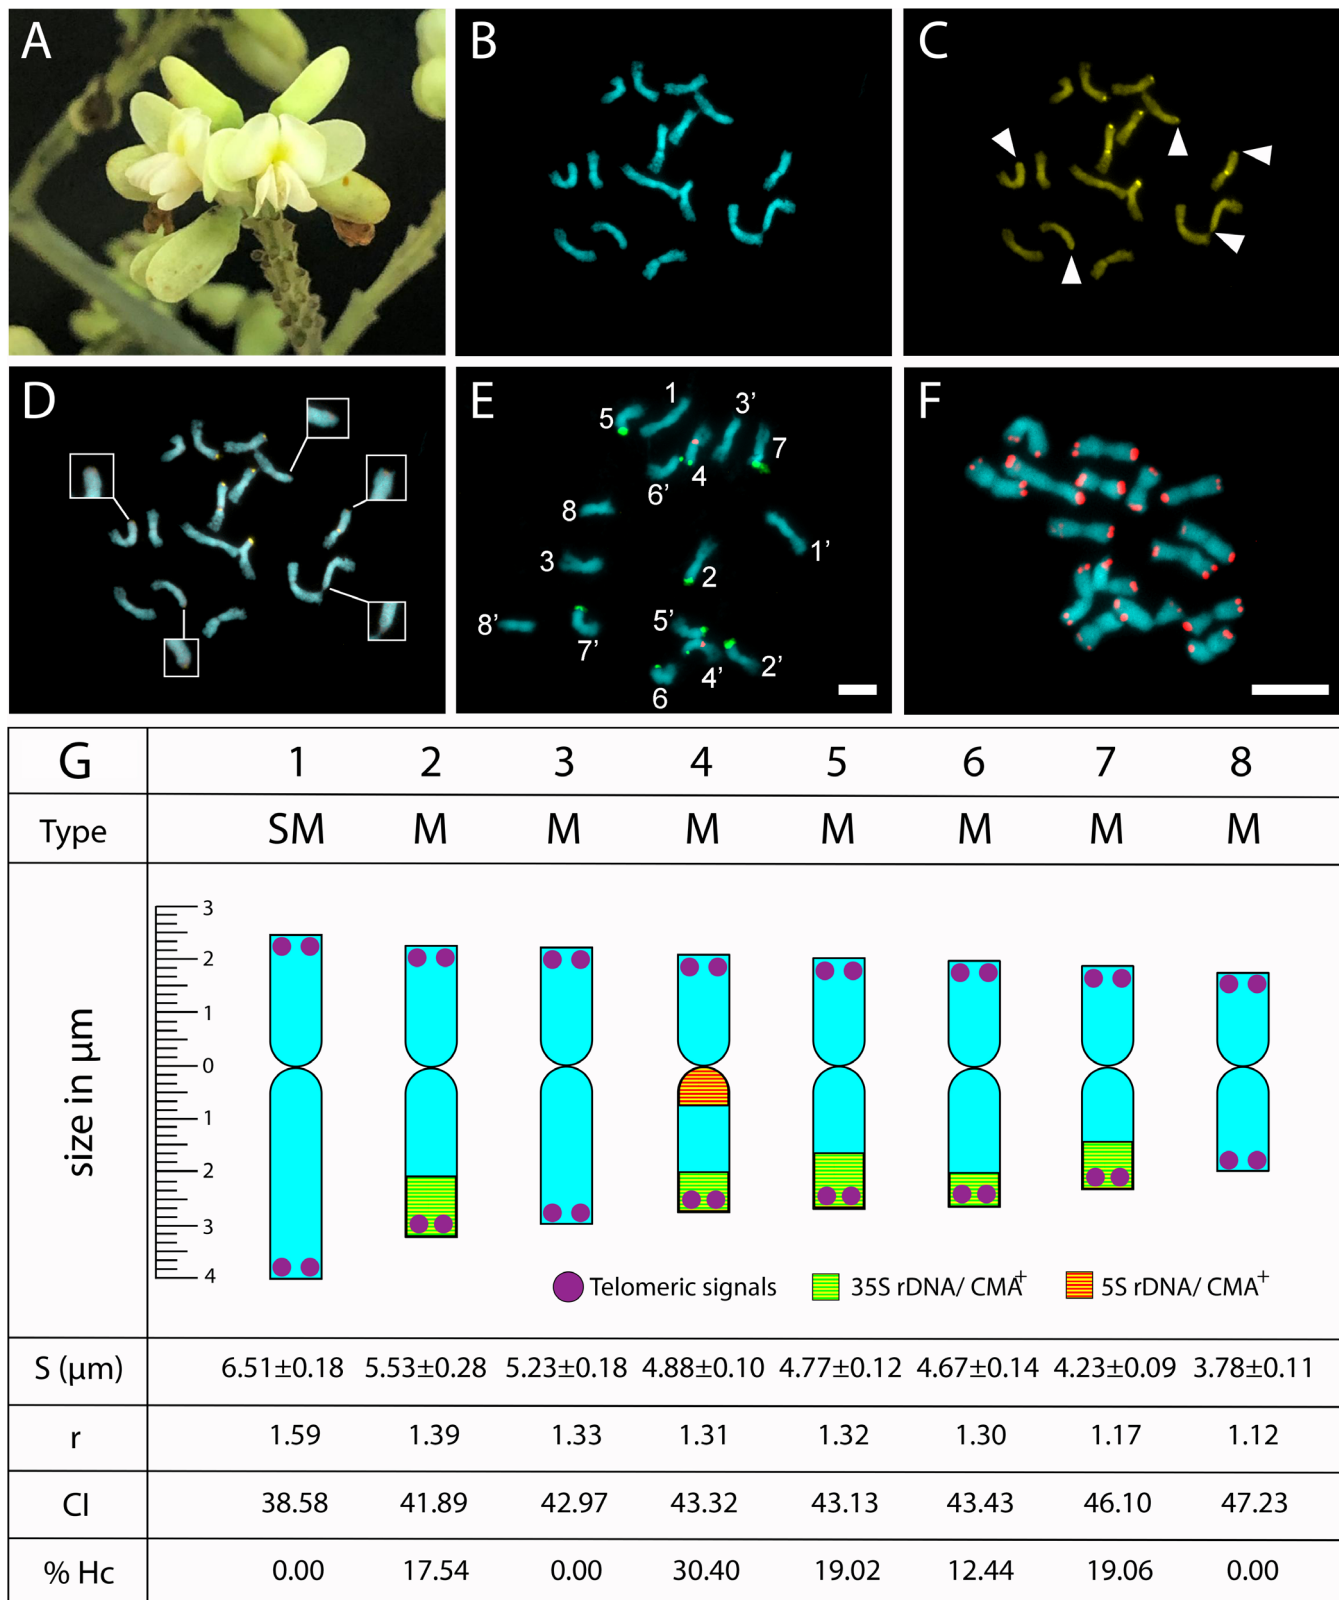 A
B
C
D
E
F
1
3'
5
7
6'
4
8
1'
3
2
8'
7'
5'
4'
2'
6
G 1 2 3 4 5 6 7 8
Type SM M M M M M M M
size in µm
3
2
1
0
1
2
3
4
Telomeric signals 35S rDNA/ CMA+ 5S rDNA/ CMA+
S (µm) 6.51±0.18 5.53±0.28 5.23±0.18 4.88±0.10 4.77±0.12 4.67±0.14 4.23±0.09 3.78±0.11
r 1.59 1.39 1.33 1.31 1.32 1.30 1.17 1.12
CI 38.58 41.89 42.97 43.32 43.13 43.43 46.10 47.23
% Hc 0.00 17.54 0.00 30.40 19.02 12.44 19.06 0.00